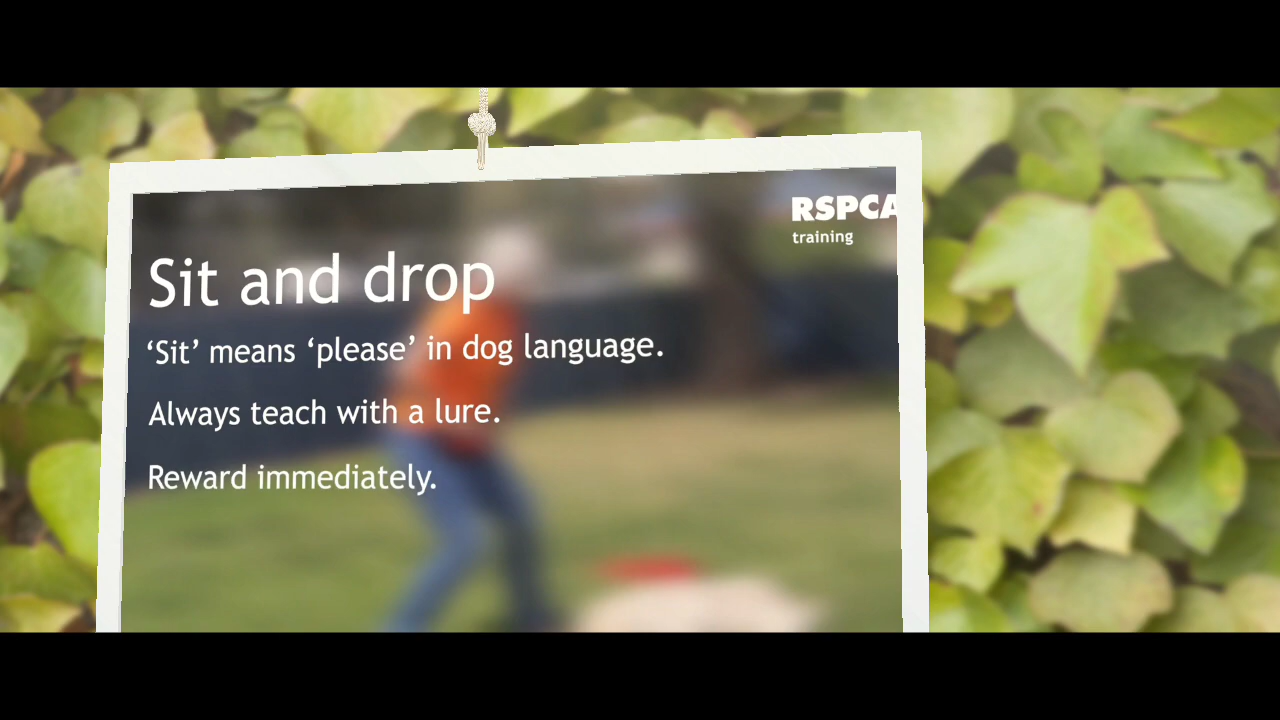 RSPCA
training
Sit and drop
‘Sit’ means ‘please’ in dog language.
Always teach with a lure.
Reward immediately.